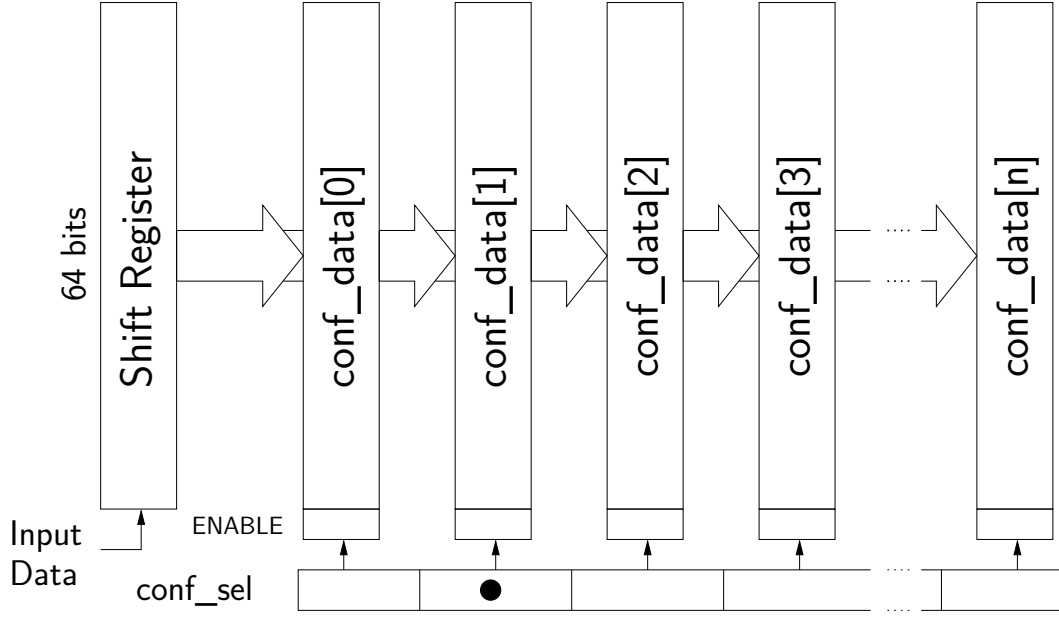 64 bits
Shift Register
conf_data[0]
conf_data[1]
conf_data[2]
conf_data[3]
....
....
conf_data[n]
Input
Data
ENABLE
conf_sel
....
....